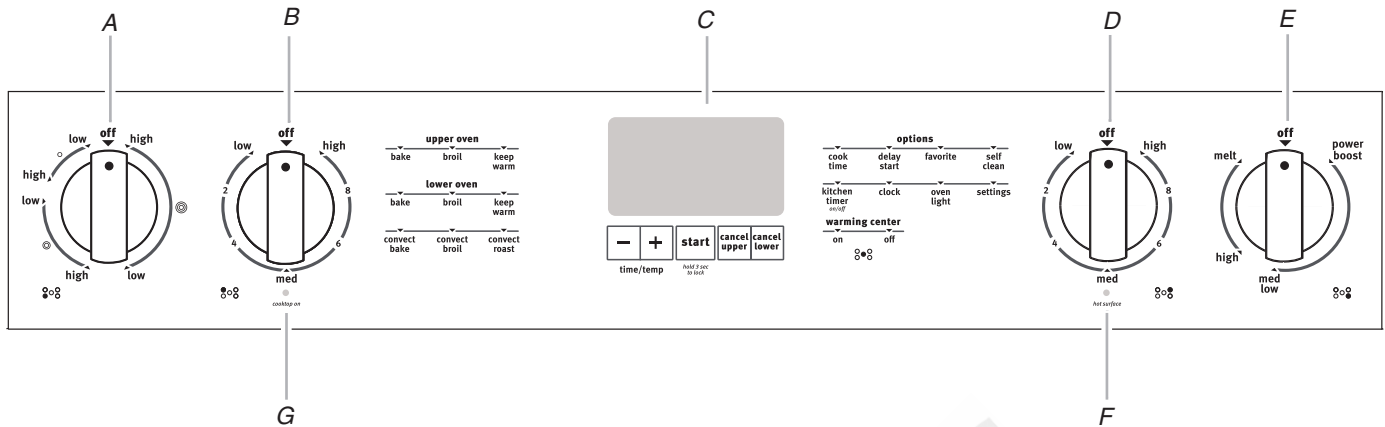 A
B
C
D
E
off
low
high
high
low
high
low
off
low
high
2
8
4
6
med
cooktop on
upper oven
bake
broil
keep
warm
lower oven
bake
broil
keep
warm
convect
bake
convect
broil
convect
roast
− +
start
cancel
upper
cancel
lower
time/temp
hold 3 sec
to lock
options
cook
time
delay
start
favorite
self
clean
kitchen
timer
on/off
clock
oven
light
settings
warming center
on
off
off
low
high
2
8
4
6
med
hot surface
off
melt
power
boost
high
med
low
G
F